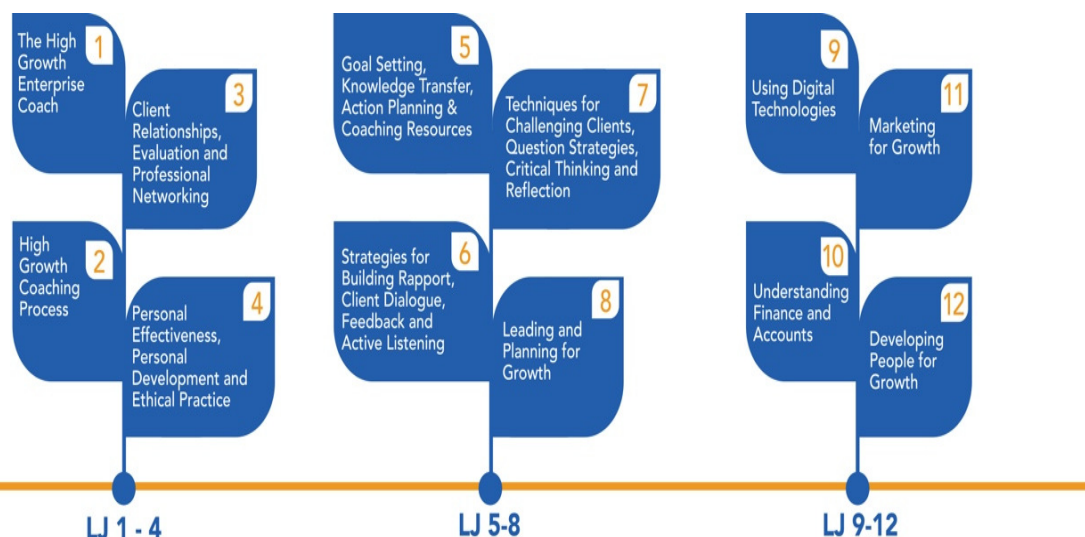 1
The High
Growth
Enterprise
Coach
3
Client
Relationships,
Evaluation and
Professional
Networking
2
High
Growth
Coaching
Process
4
Personal
Effectiveness,
Personal
Development and
Ethical Practice
LJ 1 - 4
5
Goal Setting,
Knowledge Transfer,
Action Planning &
Coaching Resources
7
Techniques for
Challenging Clients,
Question Strategies,
Critical Thinking and
Reflection
6
Strategies for
Building Rapport,
Client Dialogue,
Feedback and
Active Listening
8
Leading and
Planning for
Growth
LJ 5-8
9
Using Digital
Technologies
11
Marketing
for Growth
10
Understanding
Finance and
Accounts
12
Developing
People for
Growth
LJ 9-12